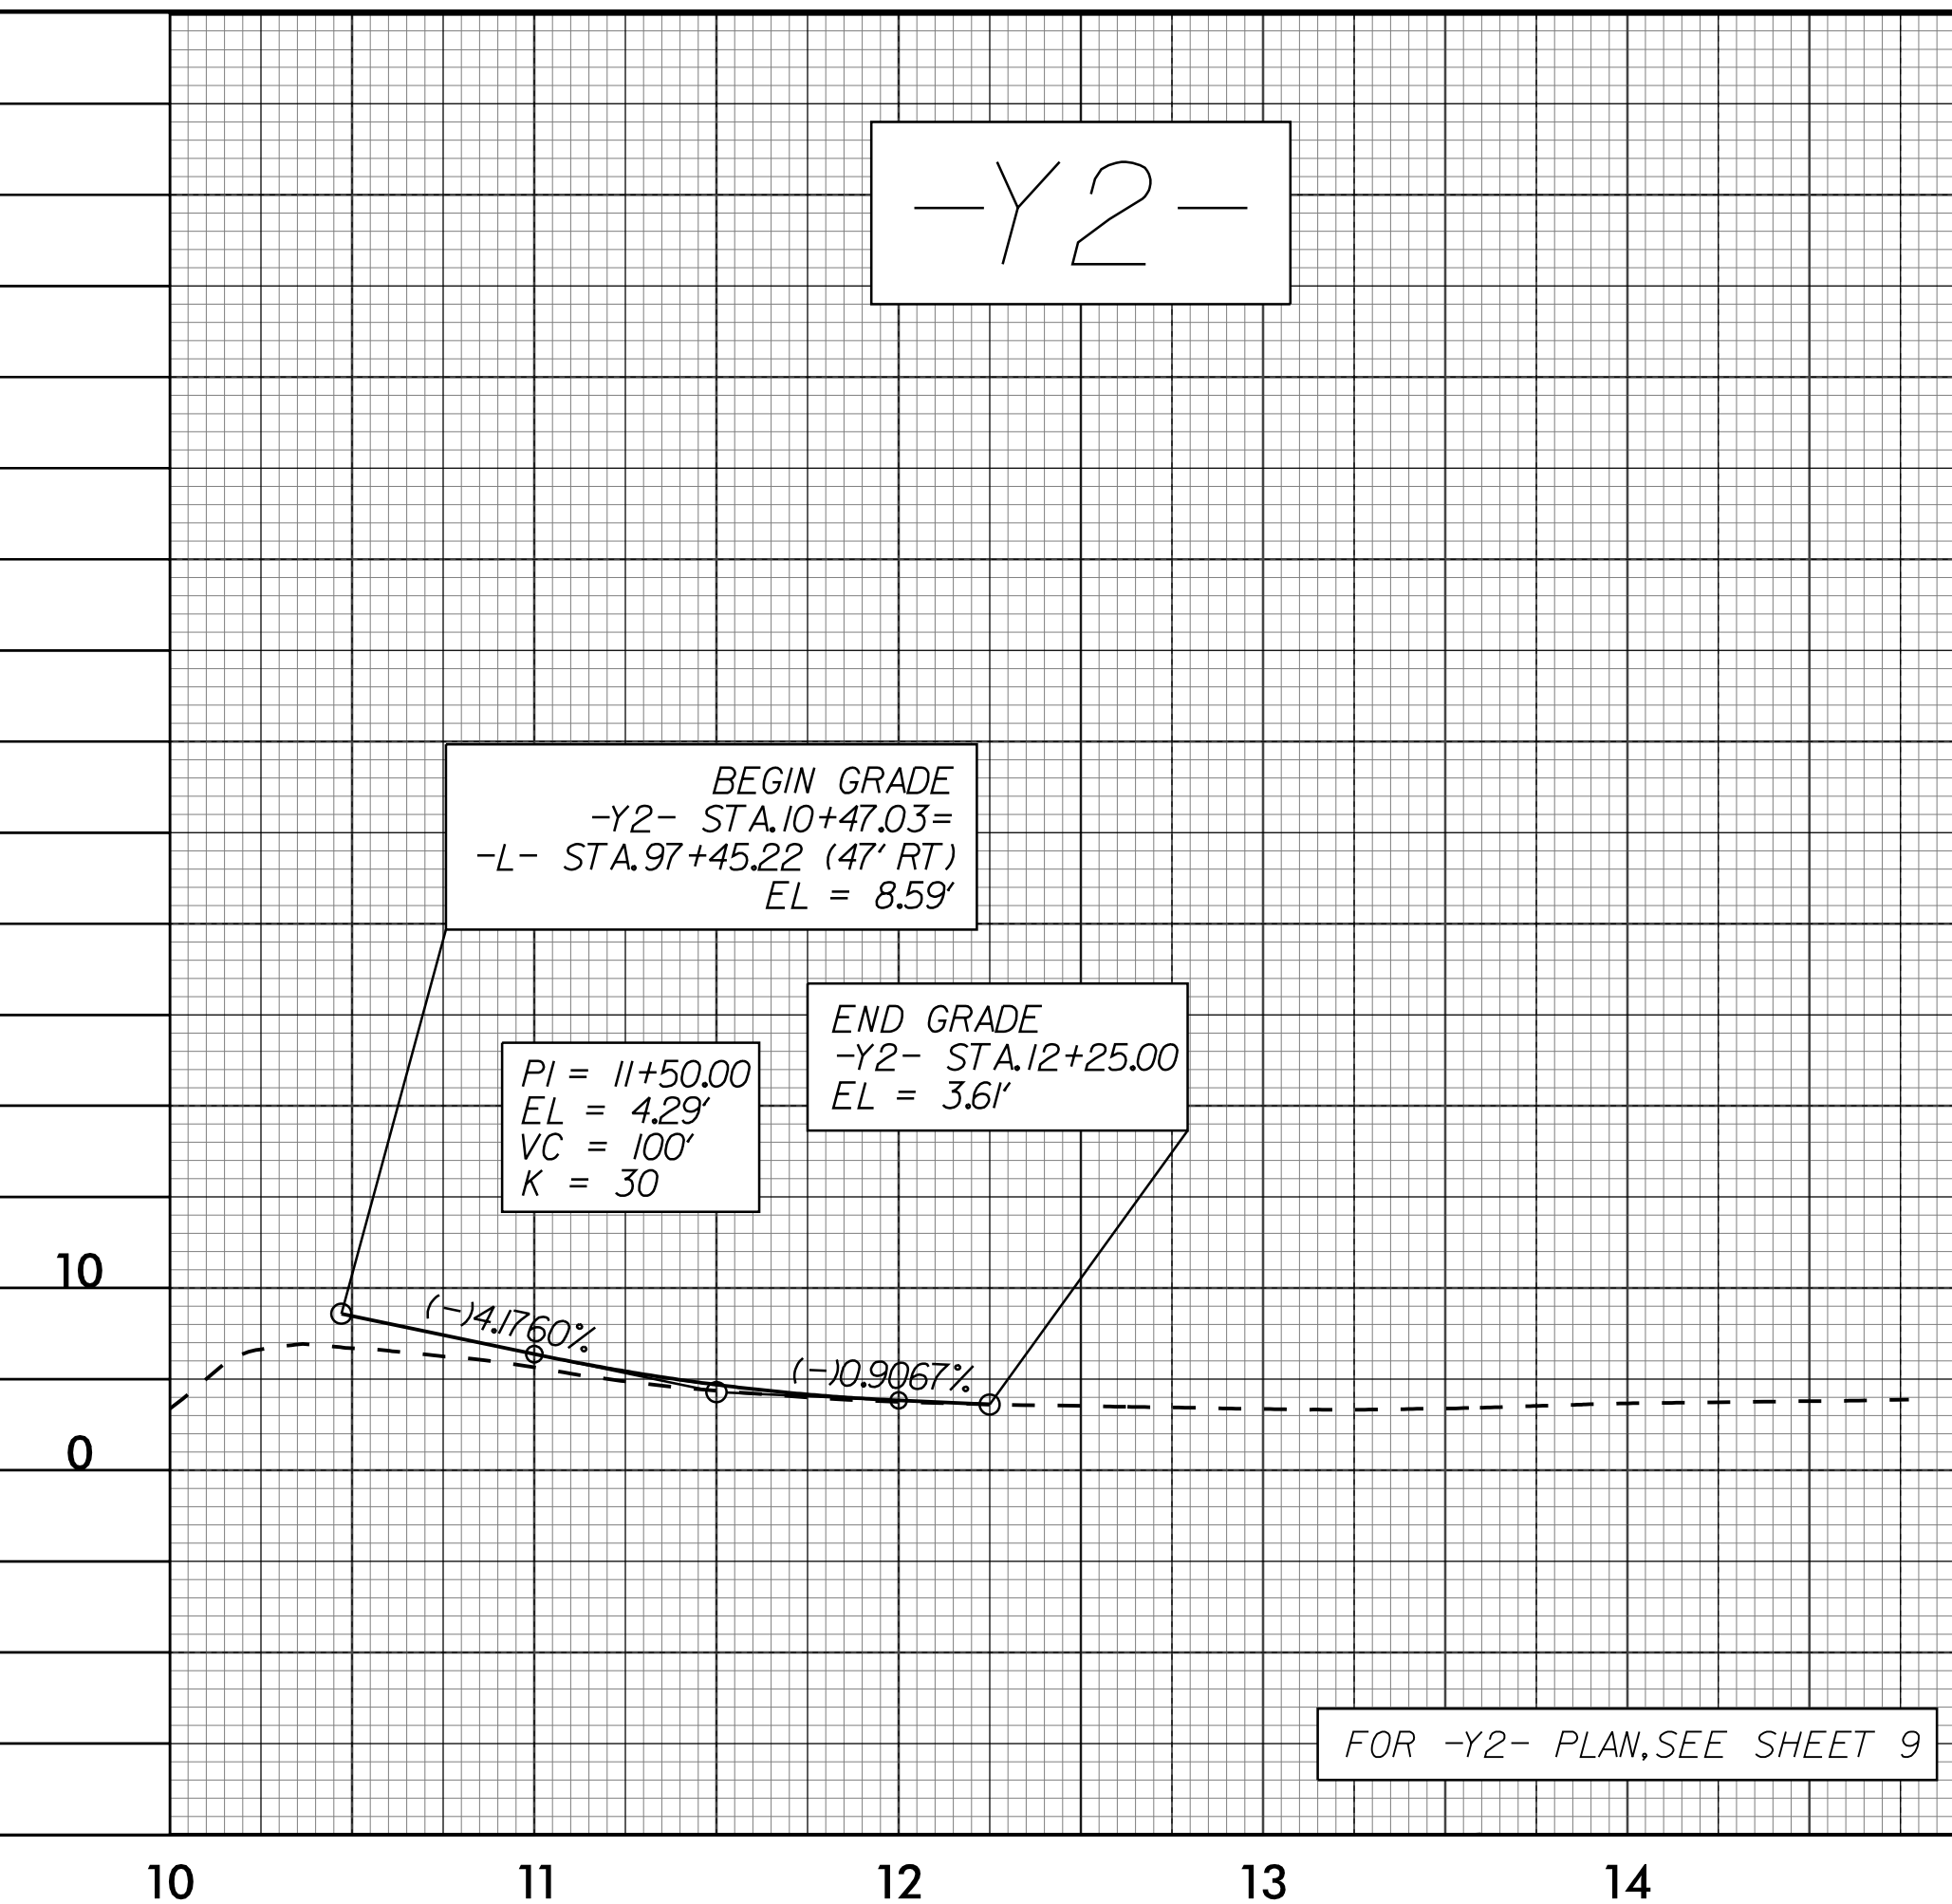 -Y2-
BEGIN GRADE
-Y2- STA.10+47.03=
-L- STA.97+45.22 (47' RT)
EL = 8.59'
END GRADE
-Y2- STA.12+25.00
EL = 3.61'
PI = 11+50.00
EL = 4.29'
VC = 100'
K = 30
10
(-)4.1760%
(-)0.9067%
0
FOR -Y2- PLAN, SEE SHEET 9
10 11 12 13 14